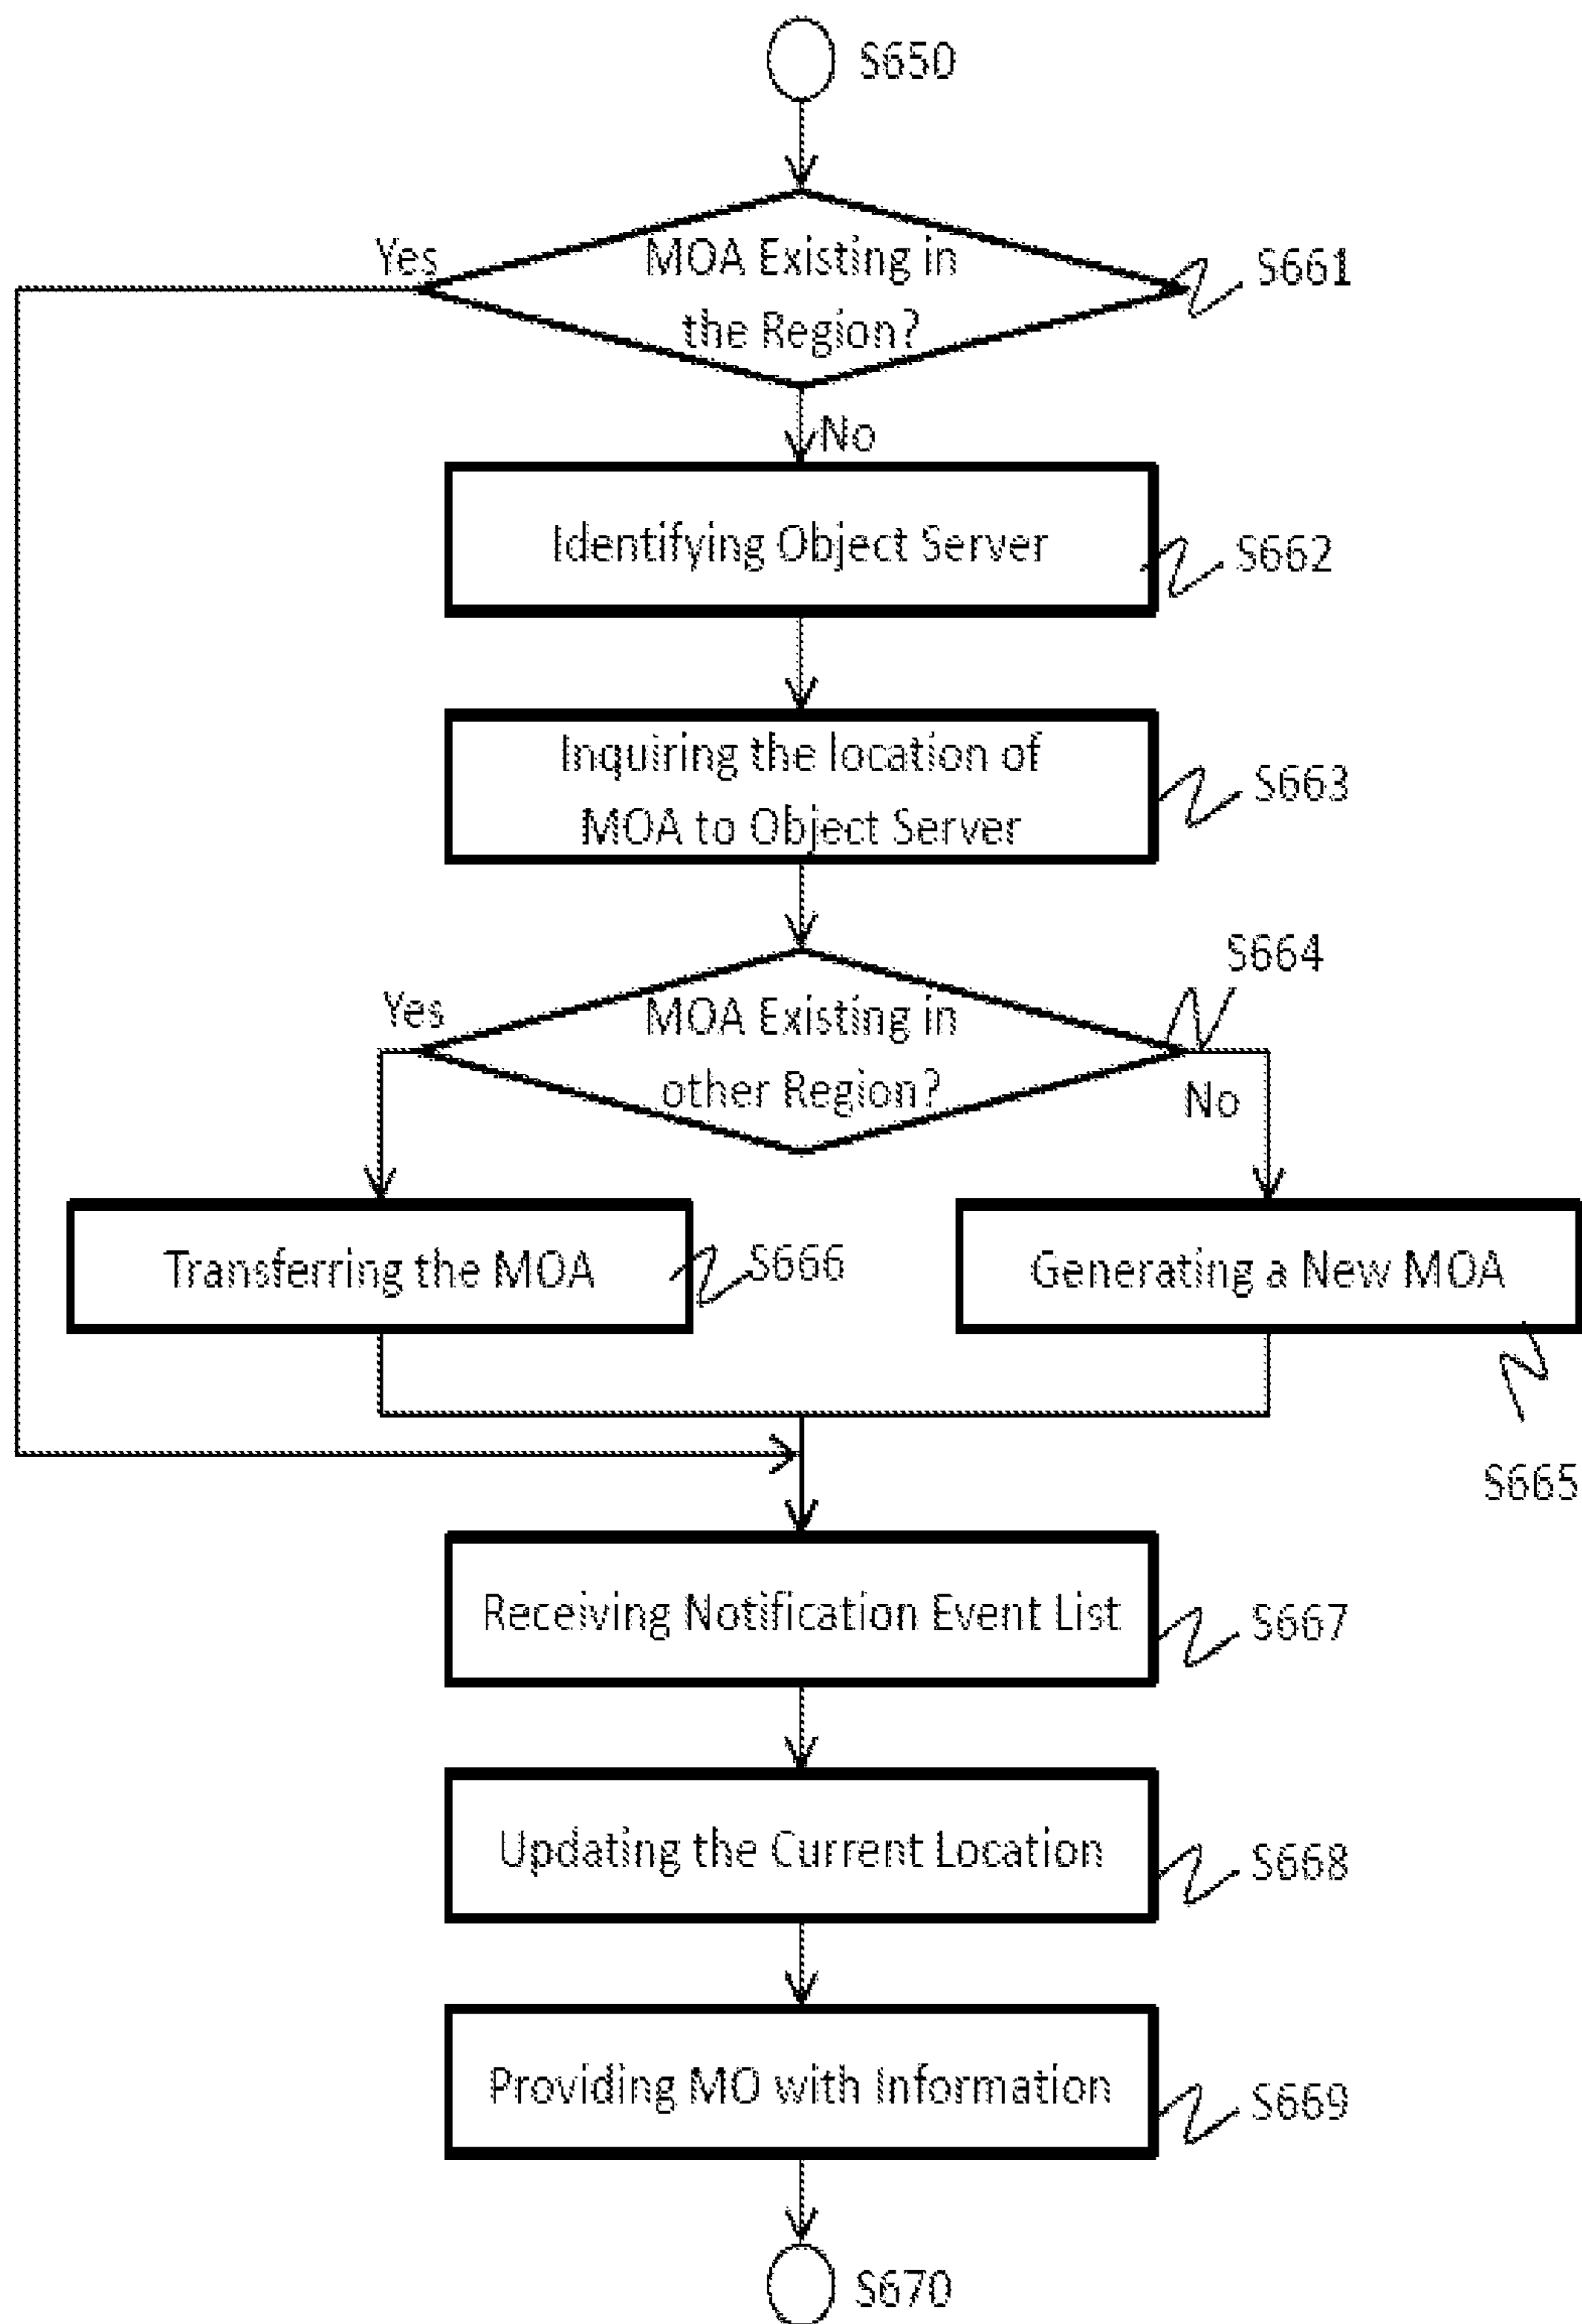 S650
Yes
MOA Existing in
the Region?
S661
No
Identifying Object Server
S662
Inquiring the location of
MOA to Object Server
S663
S664
Yes
MOA Existing in
other Region?
No
Transferring the MOA
S666
Generating a New MOA
S665
Receiving Notification Event List
S667
Updating the Current Location
S668
Providing MO with Information
S669
S670